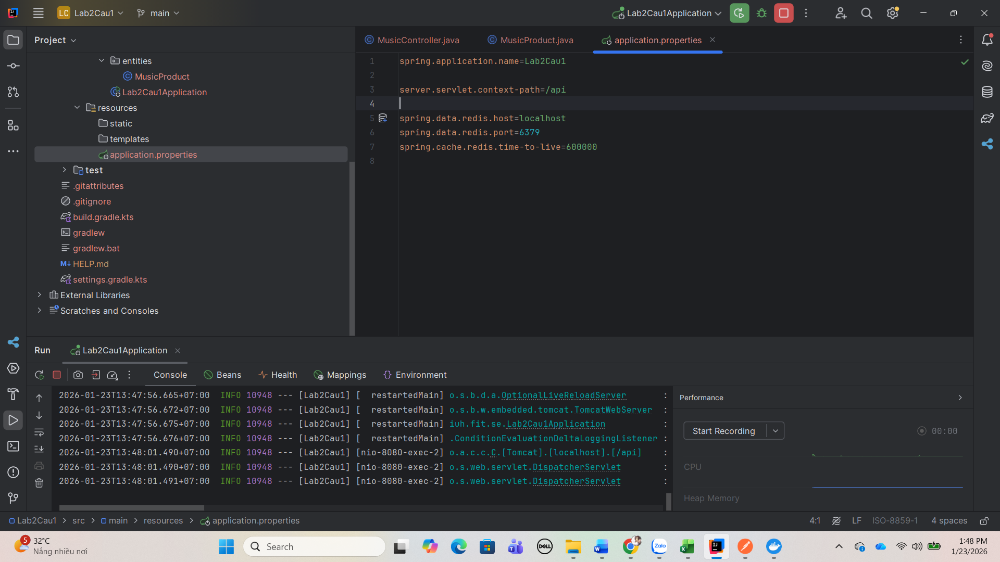 LC Lab2Cau1 main Lab2Cau1Application
Project
entities
MusicProduct
Lab2Cau1Application
resources
static
templates
application.properties
test
.gitattributes
.gitignore
build.gradle.kts
gradlew
gradlew.bat
M↓ HELP.md
settings.gradle.kts
External Libraries
Scratches and Consoles
MusicController.java MusicProduct.java application.properties
1 spring.application.name=Lab2Cau1
2
3 server.servlet.context-path=/api
4
5 spring.data.redis.host=localhost
6 spring.data.redis.port=6379
7 spring.cache.redis.time-to-live=600000
8
Run Lab2Cau1Application
Console Beans Health Mappings Environment
2026-01-23T13:47:56.665+07:00 INFO 10948 --- [Lab2Cau1] [ restartedMain] o.s.b.d.a.OptionalLiveReloadServer :
2026-01-23T13:47:56.672+07:00 INFO 10948 --- [Lab2Cau1] [ restartedMain] o.s.b.w.embedded.tomcat.TomcatWebServer :
2026-01-23T13:47:56.675+07:00 INFO 10948 --- [Lab2Cau1] [ restartedMain] iuh.fit.se.Lab2Cau1Application :
2026-01-23T13:47:56.676+07:00 INFO 10948 --- [Lab2Cau1] [ restartedMain] .ConditionEvaluationDeltaLoggingListener :
2026-01-23T13:48:01.490+07:00 INFO 10948 --- [Lab2Cau1] [nio-8080-exec-2] o.a.c.c.C.[Tomcat].[localhost].[/api] :
2026-01-23T13:48:01.490+07:00 INFO 10948 --- [Lab2Cau1] [nio-8080-exec-2] o.s.web.servlet.DispatcherServlet :
2026-01-23T13:48:01.491+07:00 INFO 10948 --- [Lab2Cau1] [nio-8080-exec-2] o.s.web.servlet.DispatcherServlet :
Performance
Start Recording 00:00
CPU
Heap Memory
Lab2Cau1 > src > main > resources > application.properties
4:1 LF ISO-8859-1 4 spaces
5 32°C
Nắng nhiều nơi
Search
DELL
Zalo
1:48 PM
1/23/2026